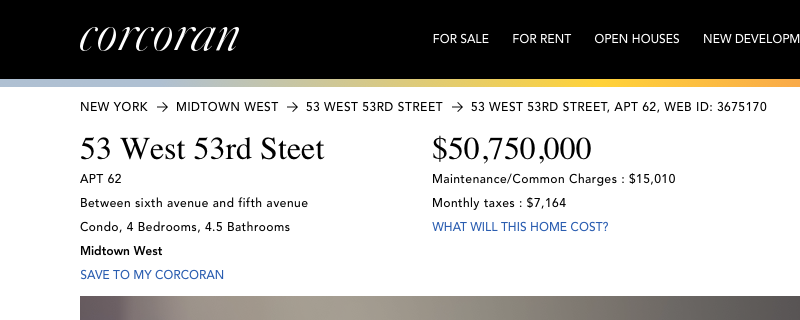 corcoran
FOR SALE FOR RENT OPEN HOUSES NEW DEVELOPM
NEW YORK → MIDTOWN WEST → 53 WEST 53RD STREET → 53 WEST 53RD STREET, APT 62, WEB ID: 3675170
53 West 53rd Steet
APT 62
Between sixth avenue and fifth avenue
Condo, 4 Bedrooms, 4.5 Bathrooms
Midtown West
SAVE TO MY CORCORAN
$50,750,000
Maintenance/Common Charges : $15,010
Monthly taxes : $7,164
WHAT WILL THIS HOME COST?